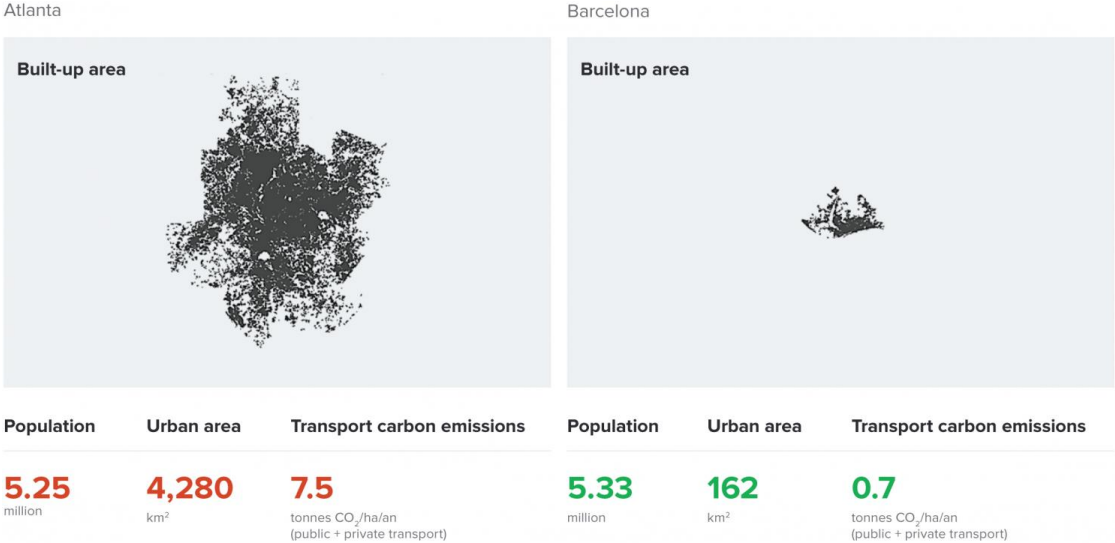 Atlanta
Built-up area
Population Urban area Transport carbon emissions
5.25 4,280 7.5
million km² tonnes CO₂/ha/an
(public + private transport)
Barcelona
Built-up area
Population Urban area Transport carbon emissions
5.33 162 0.7
million km² tonnes CO₂/ha/an
(public + private transport)